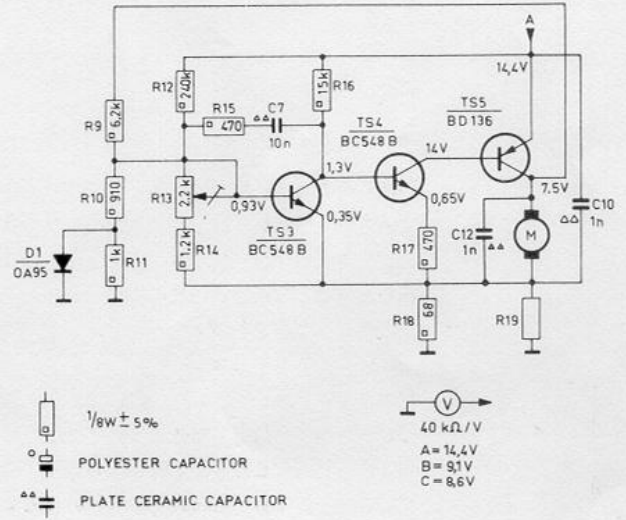 A
14,4V
R12
240k
R16
15k
R9
6,2k
R15
470
C7
10n
TS4
BC548B
TS5
BD136
1,3V
14V
R10
910
R13
2.2k
0,93V
0,35V
0,65V
7.5V
C10
1n
D1
OA95
R11
1k
R14
1.2k
TS3
BC548B
R17
470
C12
1n
M
R18
68
R19
1/8W ± 5%
POLYESTER CAPACITOR
PLATE CERAMIC CAPACITOR
V
40 kΩ/V
A = 14,4V
B = 9,1V
C = 8,6V